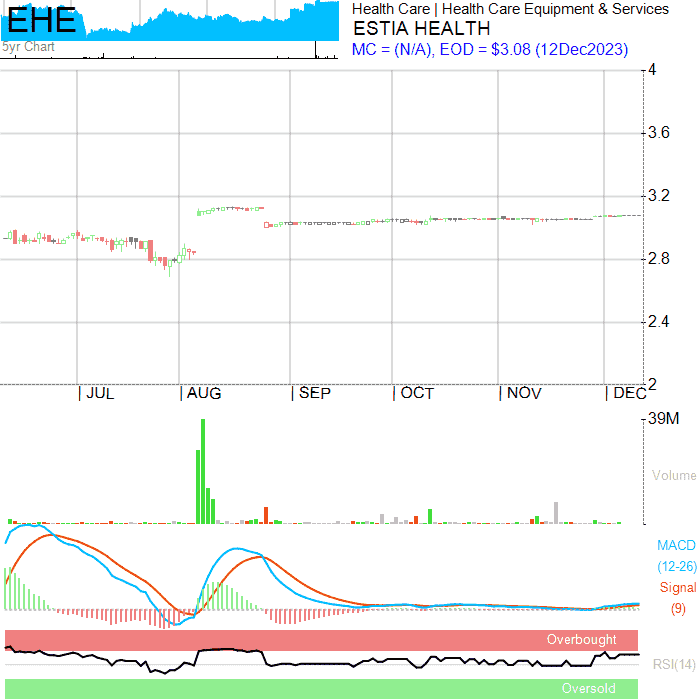 EHE
5yr Chart
Health Care | Health Care Equipment & Services
ESTIA HEALTH
MC = (N/A), EOD = $3.08 (12Dec2023)
4
3.6
3.2
2.8
2.4
2
| JUL | AUG | SEP | OCT | NOV | DEC
39M
Volume
MACD
(12-26)
Signal
(9)
Overbought
RSI(14)
Oversold